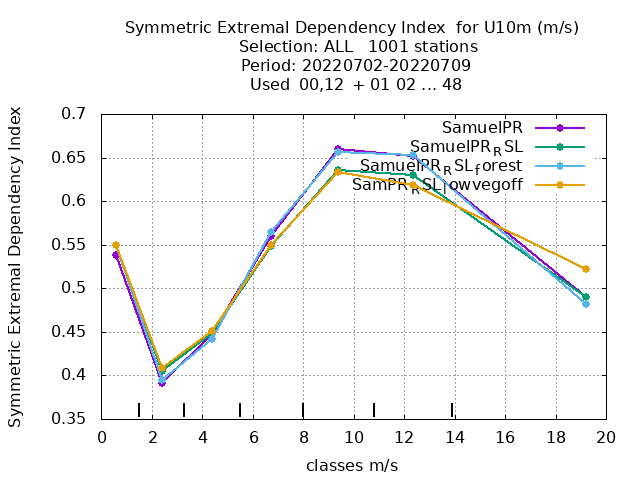 Symmetric Extremal Dependency Index  for U10m (m/s)
Selection: ALL   1001 stations
Period: 20220702-20220709
Used  00,12  + 01 02 ... 48
Symmetric Extremal Dependency Index
0.7
0.65
0.6
0.55
0.5
0.45
0.4
0.35
SamuelPR
SamuelPR_RSL
SamuelPR_RSL_forest
SamPR_RSL_lowvegoff
0 2 4 6 8 10 12 14 16 18 20
classes m/s